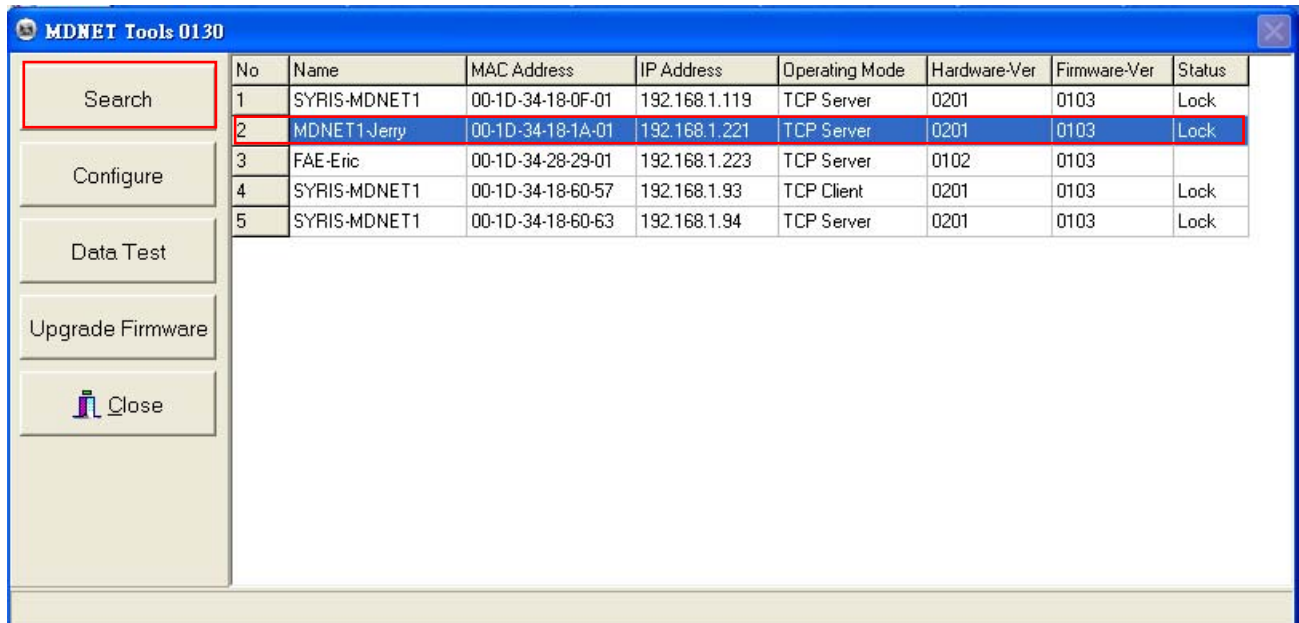 MDNET Tools 0130
Search
Configure
Data Test
Upgrade Firmware
Close
No Name MAC Address IP Address Operating Mode Hardware-Ver Firmware-Ver Status
1 SYRIS-MDNET1 00-1D-34-18-0F-01 192.168.1.119 TCP Server 0201 0103 Lock
2 MDNET1-Jerry 00-1D-34-18-1A-01 192.168.1.221 TCP Server 0201 0103 Lock
3 FAE-Eric 00-1D-34-28-29-01 192.168.1.223 TCP Server 0102 0103
4 SYRIS-MDNET1 00-1D-34-18-60-57 192.168.1.93 TCP Client 0201 0103 Lock
5 SYRIS-MDNET1 00-1D-34-18-60-63 192.168.1.94 TCP Server 0201 0103 Lock